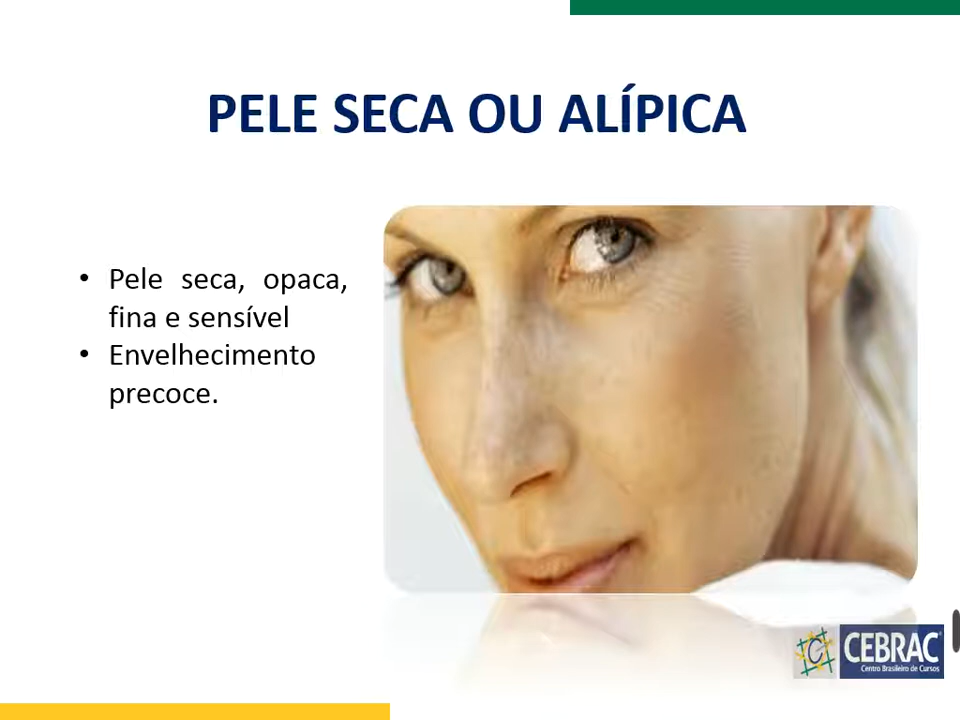 PELE SECA OU ALÍPICA
• Pele seca, opaca,
fina e sensível
• Envelhecimento
precoce.
CEBRAC
Centro Brasileiro de Cursos